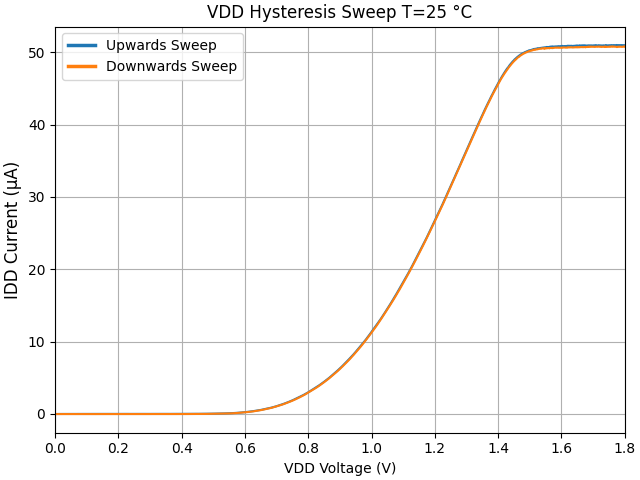 VDD Hysteresis Sweep T=25 °C
Upwards Sweep
Downwards Sweep
IDD Current (μA)
50
40
30
20
10
0
0.0 0.2 0.4 0.6 0.8 1.0 1.2 1.4 1.6 1.8
VDD Voltage (V)